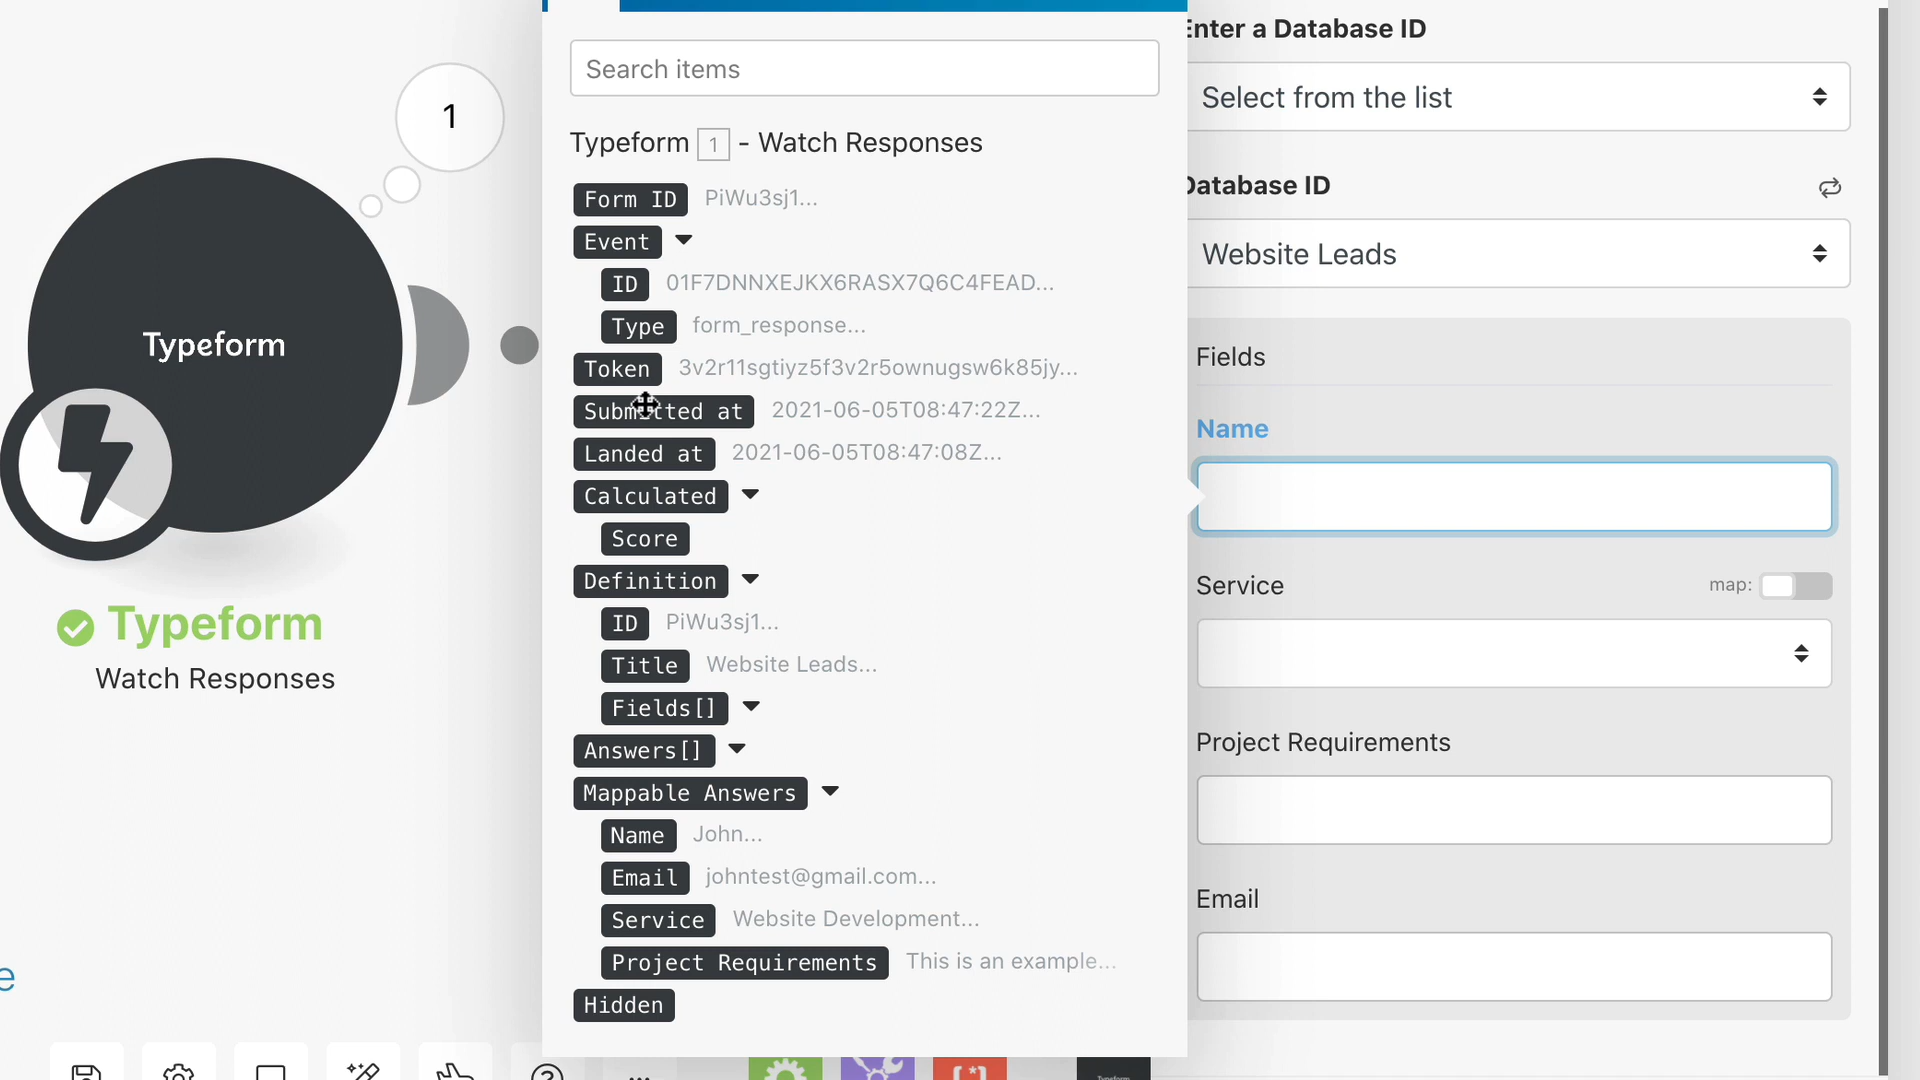 1
Typeform
Typeform
Watch Responses
e
Search items
Typeform 1 - Watch Responses
Form ID PiWu3sj1...
Event
ID 01F7DNNXEJKX6RASX7Q6C4FEAD...
Type form_response...
Token 3v2r11sgtiyz5f3v2r5ownugsw6k85jy...
Submitted at 2021-06-05T08:47:22Z...
Landed at 2021-06-05T08:47:08Z...
Calculated
Score
Definition
ID PiWu3sj1...
Title Website Leads...
Fields[]
Answers[]
Mappable Answers
Name John...
Email johntest@gmail.com...
Service Website Development...
Project Requirements This is an example...
Hidden
Enter a Database ID
Select from the list
Database ID
Website Leads
Fields
Name
Service map:
Project Requirements
Email
Typeform